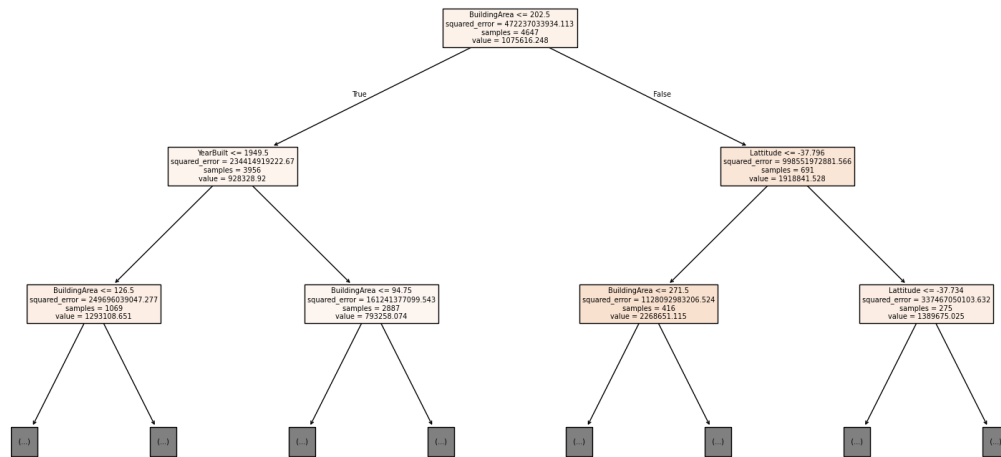 BuildingArea <= 202.5
squared_error = 472237033934.113
samples = 4647
value = 1075616.248
True
False
YearBuilt <= 1949.5
squared_error = 234414919222.67
samples = 3956
value = 928328.92
Lattitude <= -37.796
squared_error = 998551972881.566
samples = 691
value = 1918841.528
BuildingArea <= 126.5
squared_error = 249696039047.277
samples = 1069
value = 1293108.651
BuildingArea <= 94.75
squared_error = 161241377099.543
samples = 2887
value = 793258.074
BuildingArea <= 271.5
squared_error = 1128092983206.524
samples = 416
value = 2268651.115
Lattitude <= -37.734
squared_error = 337467050103.632
samples = 275
value = 1389675.025
(...)
(...)
(...)
(...)
(...)
(...)
(...)
(...)